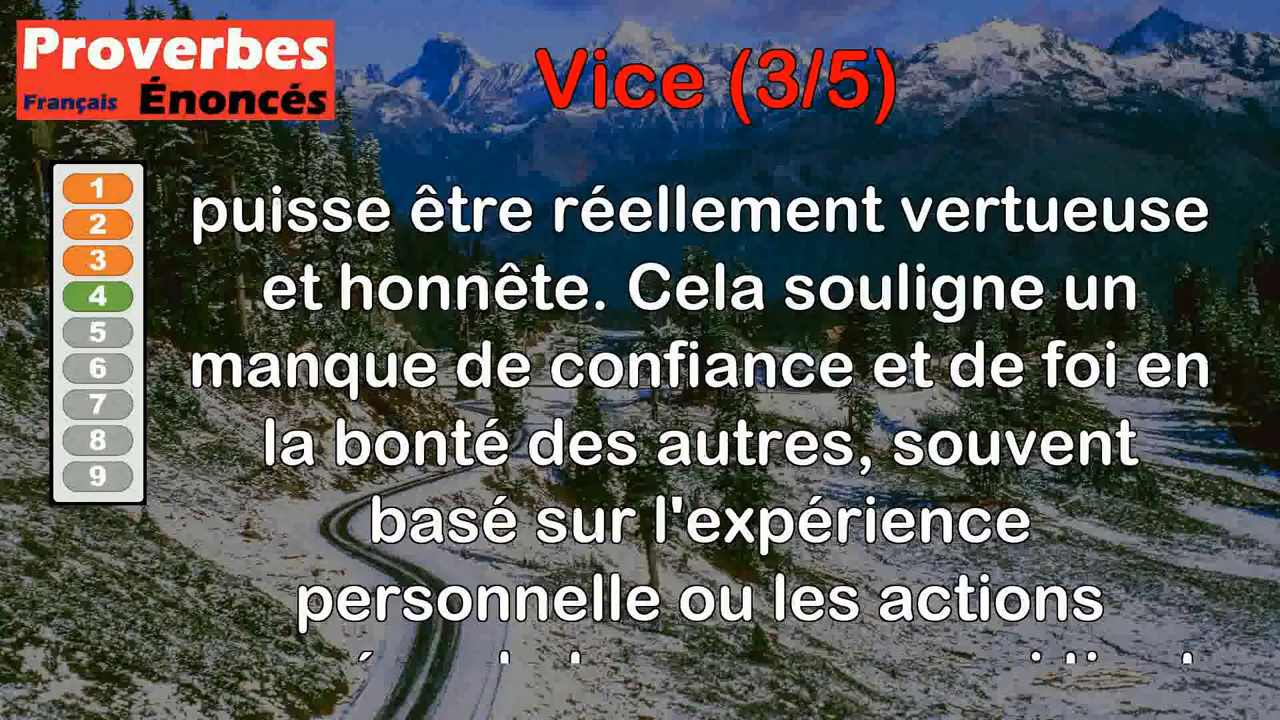 Proverbes
Français Énoncés
Vice (3/5)
1
2
3
4
5
6
7
8
9
puisse être réellement vertueuse
et honnête. Cela souligne un
manque de confiance et de foi en
la bonté des autres, souvent
basé sur l'expérience
personnelle ou les actions